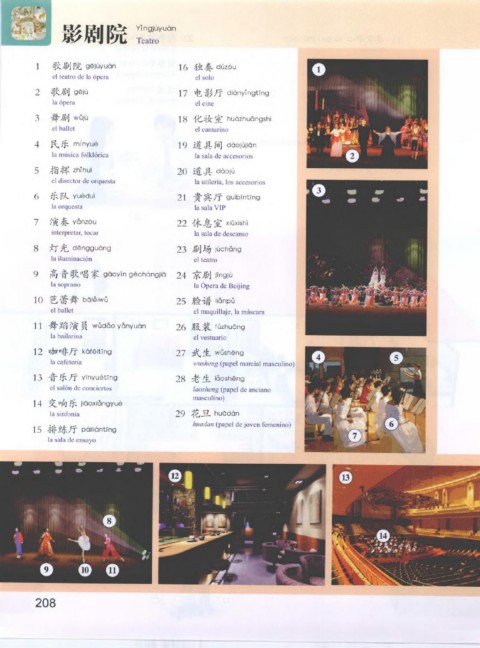 影剧院 Yǐngjùyuàn
Teatro
1 歌剧院 gējùyuàn
el teatro de la ópera
2 歌剧 gējù
la ópera
3 舞剧 wǔjù
el ballet
4 民乐 mínyuè
la música folklórica
5 指挥 zhǐhuī
el director de orquesta
6 乐队 yuèduì
la orquesta
7 演奏 yǎnzòu
interpretar, tocar
8 灯光 dēngguāng
la iluminación
9 高音歌唱家 gāoyīn gēchàngjiā
la soprano
10 芭蕾舞 bālěiwǔ
el ballet
11 舞蹈演员 wǔdǎo yǎnyuán
la bailarina
12 咖啡厅 kāfēitīng
la cafetería
13 音乐厅 yīnyuètīng
el salón de conciertos
14 交响乐 jiāoxiǎngyuè
la sinfonía
15 排练厅 páiliàntīng
la sala de ensayo
16 独奏 dúzòu
el solo
17 电影厅 diànyǐngtīng
el cine
18 化妆室 huàzhuāngshì
el camarino
19 道具间 dàojùjiān
la sala de accesorios
20 道具 dàojù
la utilería, los accesorios
21 贵宾厅 guìbīntīng
la sala VIP
22 休息室 xiūxishì
la sala de descanso
23 剧场 jùchǎng
el teatro
24 京剧 jīngjù
la Ópera de Beijing
25 脸谱 liǎnpǔ
el maquillaje, la máscara
26 服装 fúzhuāng
el vestuario
27 武生 wǔshēng
wusheng (papel marcial masculino)
28 老生 lǎoshēng
laosheng (papel de anciano
masculino)
29 花旦 huādàn
huadan (papel de joven femenino)
1
2
3
4
5
6
7
8
9
10
11
12
13
14
208